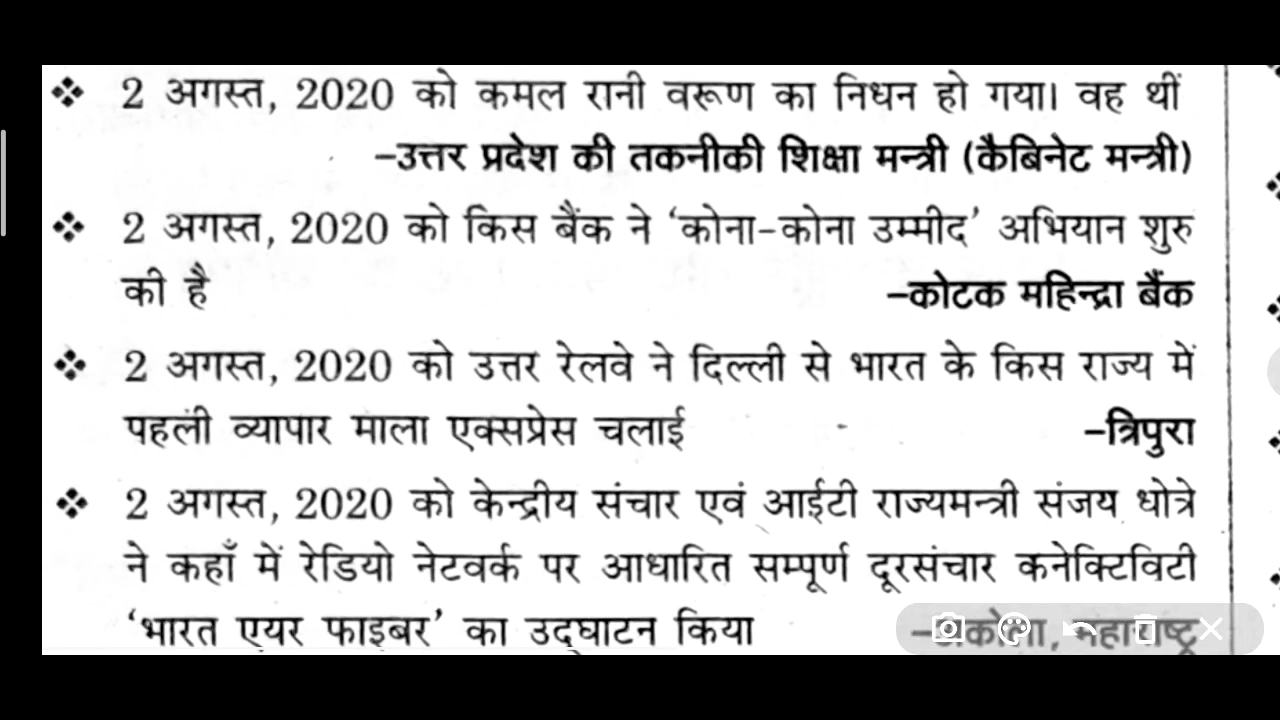 ❖ 2 अगस्त, 2020 को कमल रानी वरूण का निधन हो गया। वह थीं
–उत्तर प्रदेश की तकनीकी शिक्षा मन्त्री (कैबिनेट मन्त्री)
❖ 2 अगस्त, 2020 को किस बैंक ने ‘कोना-कोना उम्मीद’ अभियान शुरु
की है –कोटक महिन्द्रा बैंक
❖ 2 अगस्त, 2020 को उत्तर रेलवे ने दिल्ली से भारत के किस राज्य में
पहली व्यापार माला एक्सप्रेस चलाई –त्रिपुरा
❖ 2 अगस्त, 2020 को केन्द्रीय संचार एवं आईटी राज्यमन्त्री संजय धोत्रे
ने कहाँ में रेडियो नेटवर्क पर आधारित सम्पूर्ण दूरसंचार कनेक्टिविटी
‘भारत एयर फाइबर’ का उद्घाटन किया महाराष्ट्र